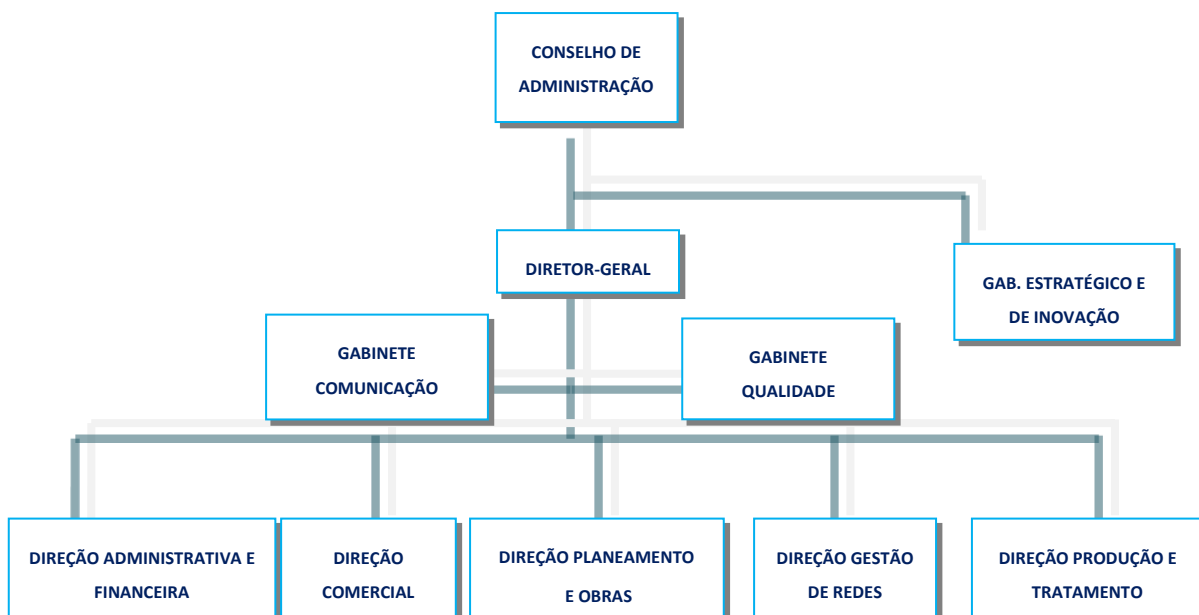 CONSELHO DE
ADMINISTRAÇÃO
DIRETOR-GERAL
GAB. ESTRATÉGICO E
DE INOVAÇÃO
GABINETE
COMUNICAÇÃO
GABINETE
QUALIDADE
DIREÇÃO ADMINISTRATIVA E
FINANCEIRA
DIREÇÃO
COMERCIAL
DIREÇÃO PLANEAMENTO
E OBRAS
DIREÇÃO GESTÃO
DE REDES
DIREÇÃO PRODUÇÃO E
TRATAMENTO